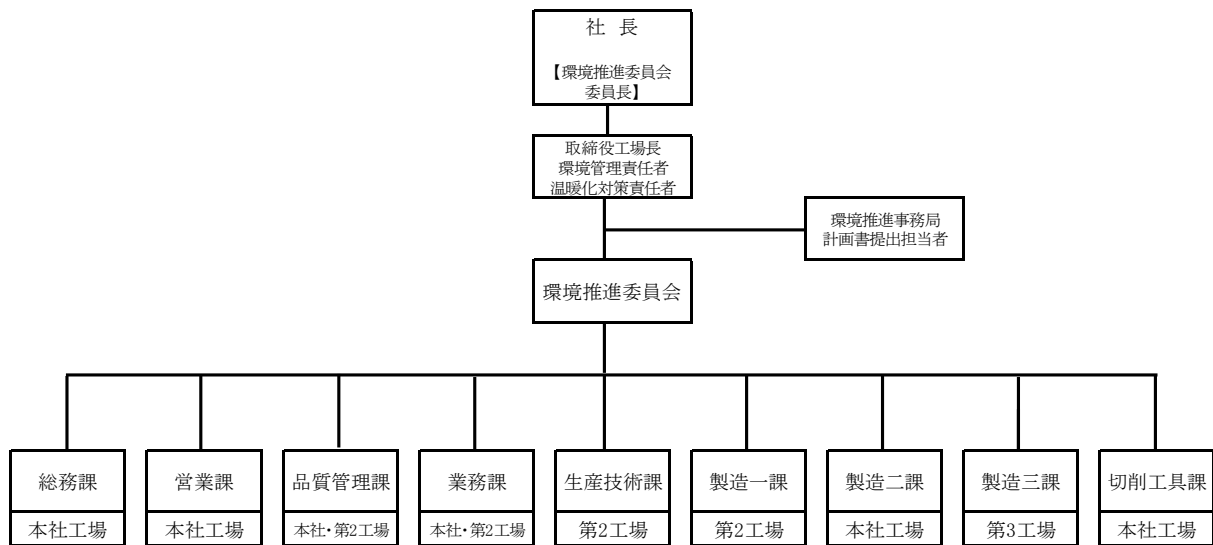 社 長
【環境推進委員会
委員長】
取締役工場長
環境管理責任者
温暖化対策責任者
環境推進事務局
計画書提出担当者
環境推進委員会
総務課
営業課
品質管理課
業務課
生産技術課
製造一課
製造二課
製造三課
切削工具課
本社工場
本社工場
本社・第2工場
本社・第2工場
第2工場
第2工場
本社工場
第3工場
本社工場